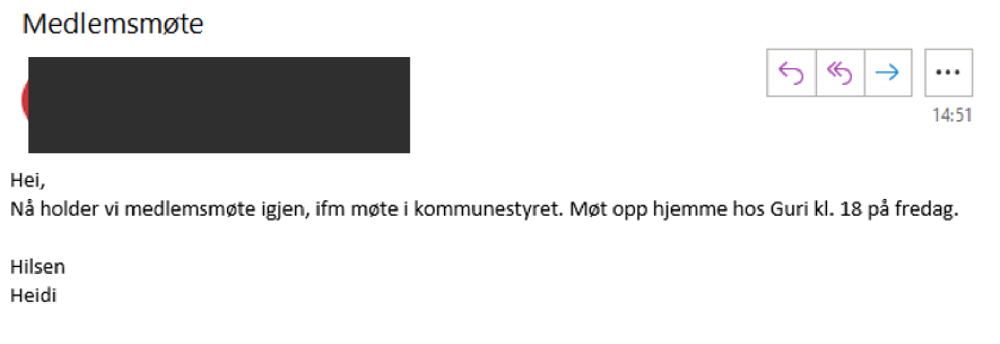 Medlemsmøte
14:51
Hei,
Nå holder vi medlemsmøte igjen, ifm møte i kommunestyret. Møt opp hjemme hos Guri kl. 18 på fredag.
Hilsen
Heidi